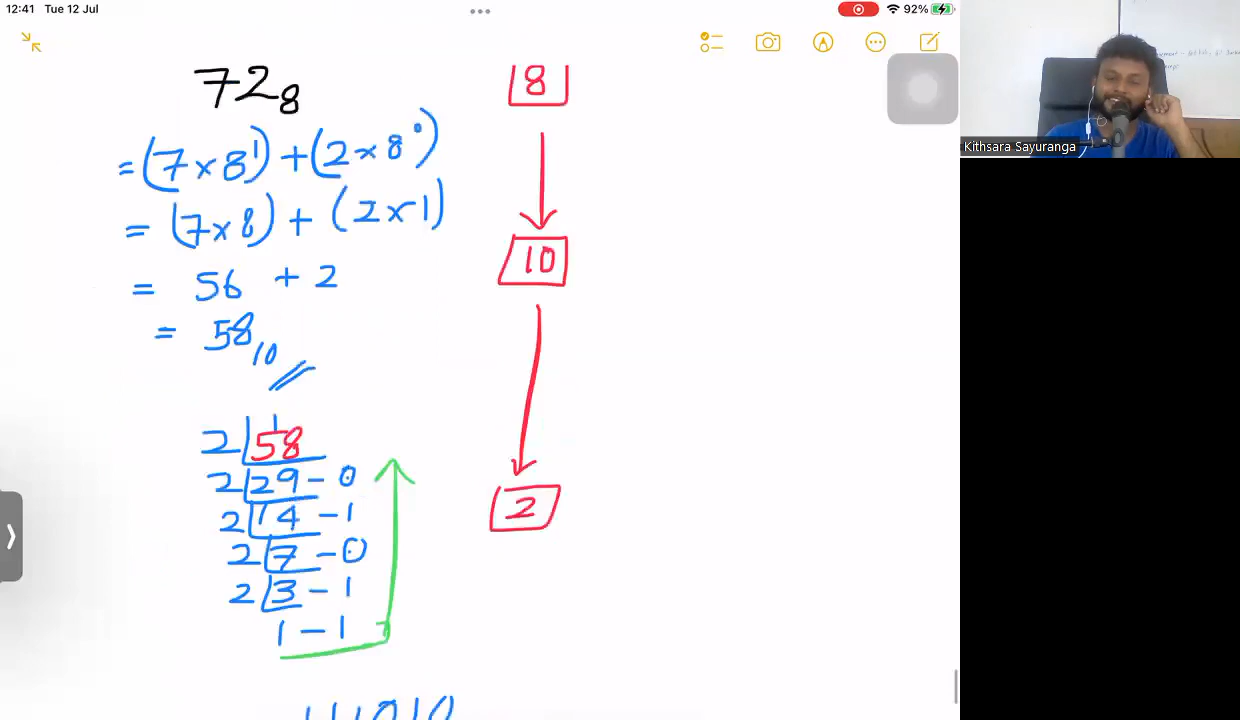 12:41 Tue 12 Jul
92%
72₈
8
= (7 × 8¹) + (2 × 8⁰)
= (7 × 8) + (2 × 1)
10
= 56 + 2
= 58₁₀
2 58
2 29 - 0
2 14 - 1
2
2 7 - 0
2 3 - 1
1 - 1
111010
Kithsara Sayuranga